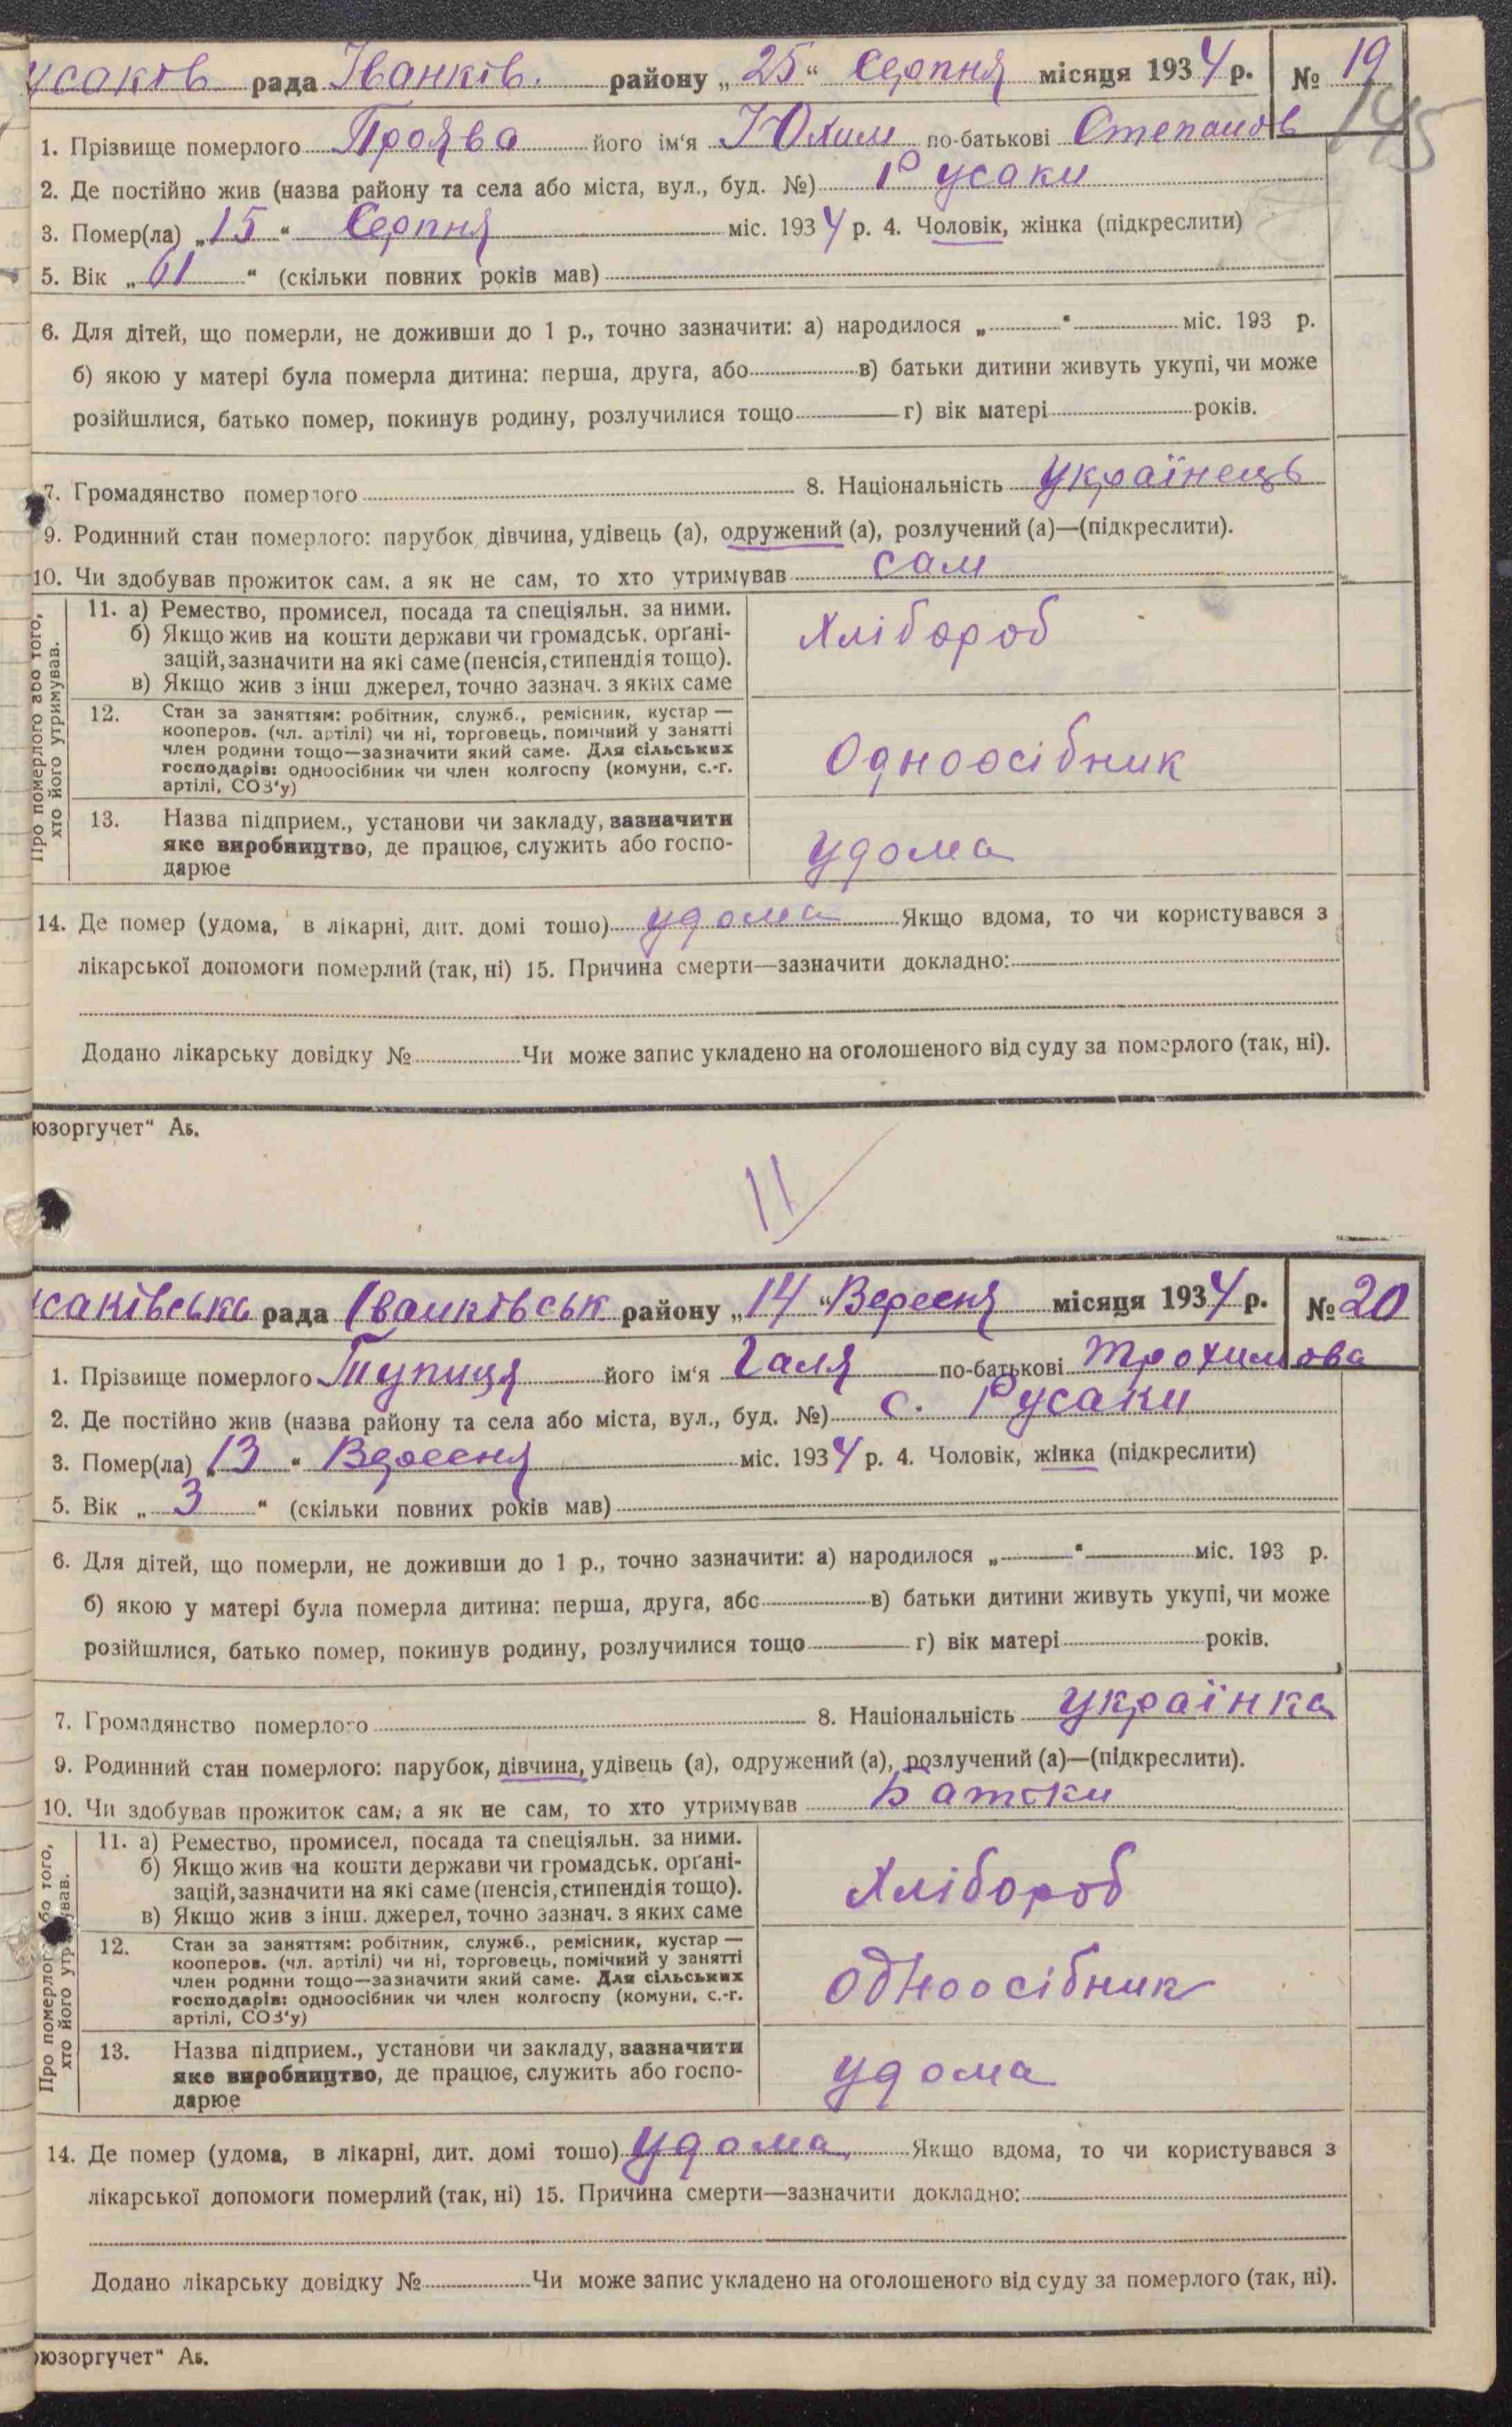 усаків рада Іванків. району „25“ Серпня місяця 1934 р. № 19
145
1. Прізвище померлого Проява його ім‘я Юхим по-батькові Степанов
2. Де постійно жив (назва району та села або міста, вул., буд. №) Русаки
3. Помер(ла) „15“ Серпня міс. 1934 р. 4. Чоловік, жінка (підкреслити)
5. Вік „61“ (скільки повних років мав)
6. Для дітей, що померли, не доживши до 1 р., точно зазначити: а) народилося „ “ міс. 193 р.
б) якою у матері була померла дитина: перша, друга, або в) батьки дитини живуть укупі, чи може
розійшлися, батько помер, покинув родину, розлучилися тощо г) вік матері років.
7. Громадянство померлого 8. Національність українець
9. Родинний стан померлого: парубок, дівчина, удівець (а), одружений (а), розлучений (а)—(підкреслити).
10. Чи здобував прожиток сам, а як не сам, то хто утримував сам
Про померлого або того,
хто його утримував.
11. а) Ремество, промисел, посада та спеціяльн. за ними.
б) Якщо жив на кошти держави чи громадськ. орґані-
зацій, зазначити на які саме (пенсія, стипендія тощо).
в) Якщо жив з інш джерел, точно зазнач. з яких саме
Хлібороб
12. Стан за заняттям: робітник, служб., ремісник, кустар —
кооперов. (чл. артілі) чи ні, торговець, помічний у занятті
член родини тощо—зазначити який саме. Для сільських
господарів: одноосібник чи член колгоспу (комуни, с.-г.
артілі, СОЗ‘у)
Одноосібник
13. Назва підприєм., установи чи закладу, зазначити
яке виробництво, де працює, служить або госпо-
дарює
удома
14. Де помер (удома, в лікарні, дит. домі тощо) удома Якщо вдома, то чи користувався з
лікарської допомоги померлий (так, ні) 15. Причина смерти—зазначити докладно:
Додано лікарську довідку № Чи може запис укладено на оголошеного від суду за померлого (так, ні).
юзоргучет“ Аб.
11/
усаківська рада Іванківськ району „14“ Вересня місяця 1934 р. № 20
1. Прізвище померлого Тупиця його ім‘я Галя по-батькові Трохимова
2. Де постійно жив (назва району та села або міста, вул., буд. №) с. Русаки
3. Помер(ла) „13“ Вересня міс. 1934 р. 4. Чоловік, жінка (підкреслити)
5. Вік „3“ (скільки повних років мав)
6. Для дітей, що померли, не доживши до 1 р., точно зазначити: а) народилося „ “ міс. 193 р.
б) якою у матері була померла дитина: перша, друга, або в) батьки дитини живуть укупі, чи може
розійшлися, батько помер, покинув родину, розлучилися тощо г) вік матері років.
7. Громадянство померлого 8. Національність українка
9. Родинний стан померлого: парубок, дівчина, удівець (а), одружений (а), розлучений (а)—(підкреслити).
10. Чи здобував прожиток сам, а як не сам, то хто утримував Батьки
Про померлого або того,
хто його утримував.
11. а) Ремество, промисел, посада та спеціяльн. за ними.
б) Якщо жив на кошти держави чи громадськ. орґані-
зацій, зазначити на які саме (пенсія, стипендія тощо).
в) Якщо жив з інш. джерел, точно зазнач. з яких саме
Хлібороб
12. Стан за заняттям: робітник, служб., ремісник, кустар —
кооперов. (чл. артілі) чи ні, торговець, помічний у занятті
член родини тощо—зазначити який саме. Для сільських
господарів: одноосібник чи член колгоспу (комуни, с.-г.
артілі, СОЗ‘у)
одноосібник
13. Назва підприєм., установи чи закладу, зазначити
яке виробництво, де працює, служить або госпо-
дарює
удома
14. Де помер (удома, в лікарні, дит. домі тощо) удома Якщо вдома, то чи користувався з
лікарської допомоги померлий (так, ні) 15. Причина смерти—зазначити докладно:
Додано лікарську довідку № Чи може запис укладено на оголошеного від суду за померлого (так, ні).
юзоргучет“ Аб.